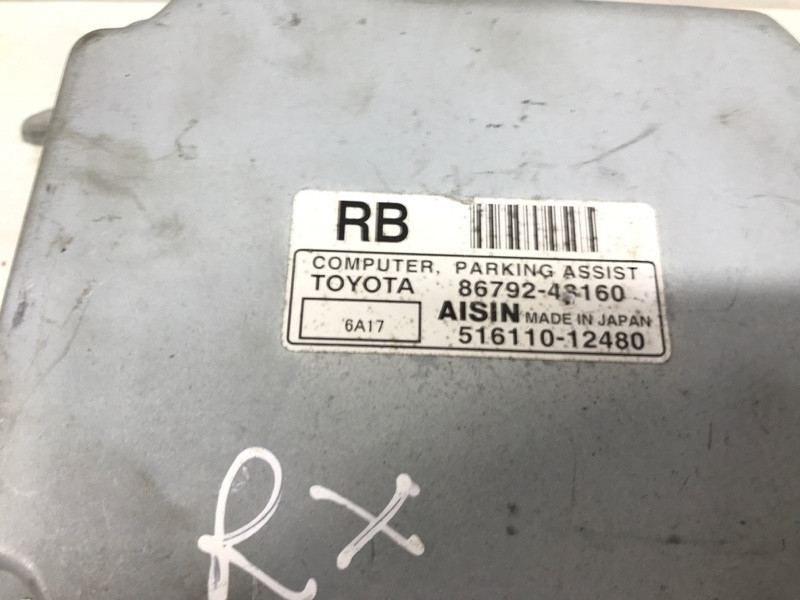 RB
COMPUTER, PARKING ASSIST
TOYOTA 86792-48160
6A17
AISIN MADE IN JAPAN
516110-12480
RX